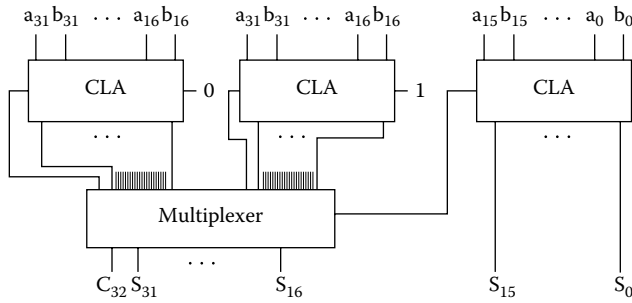 a₃₁ b₃₁ · · · a₁₆ b₁₆ a₃₁ b₃₁ · · · a₁₆ b₁₆ a₁₅ b₁₅ · · · a₀ b₀
CLA 0 CLA 1 CLA
· · · · · · · · ·
Multiplexer
· · ·
C₃₂ S₃₁ S₁₆ S₁₅ S₀